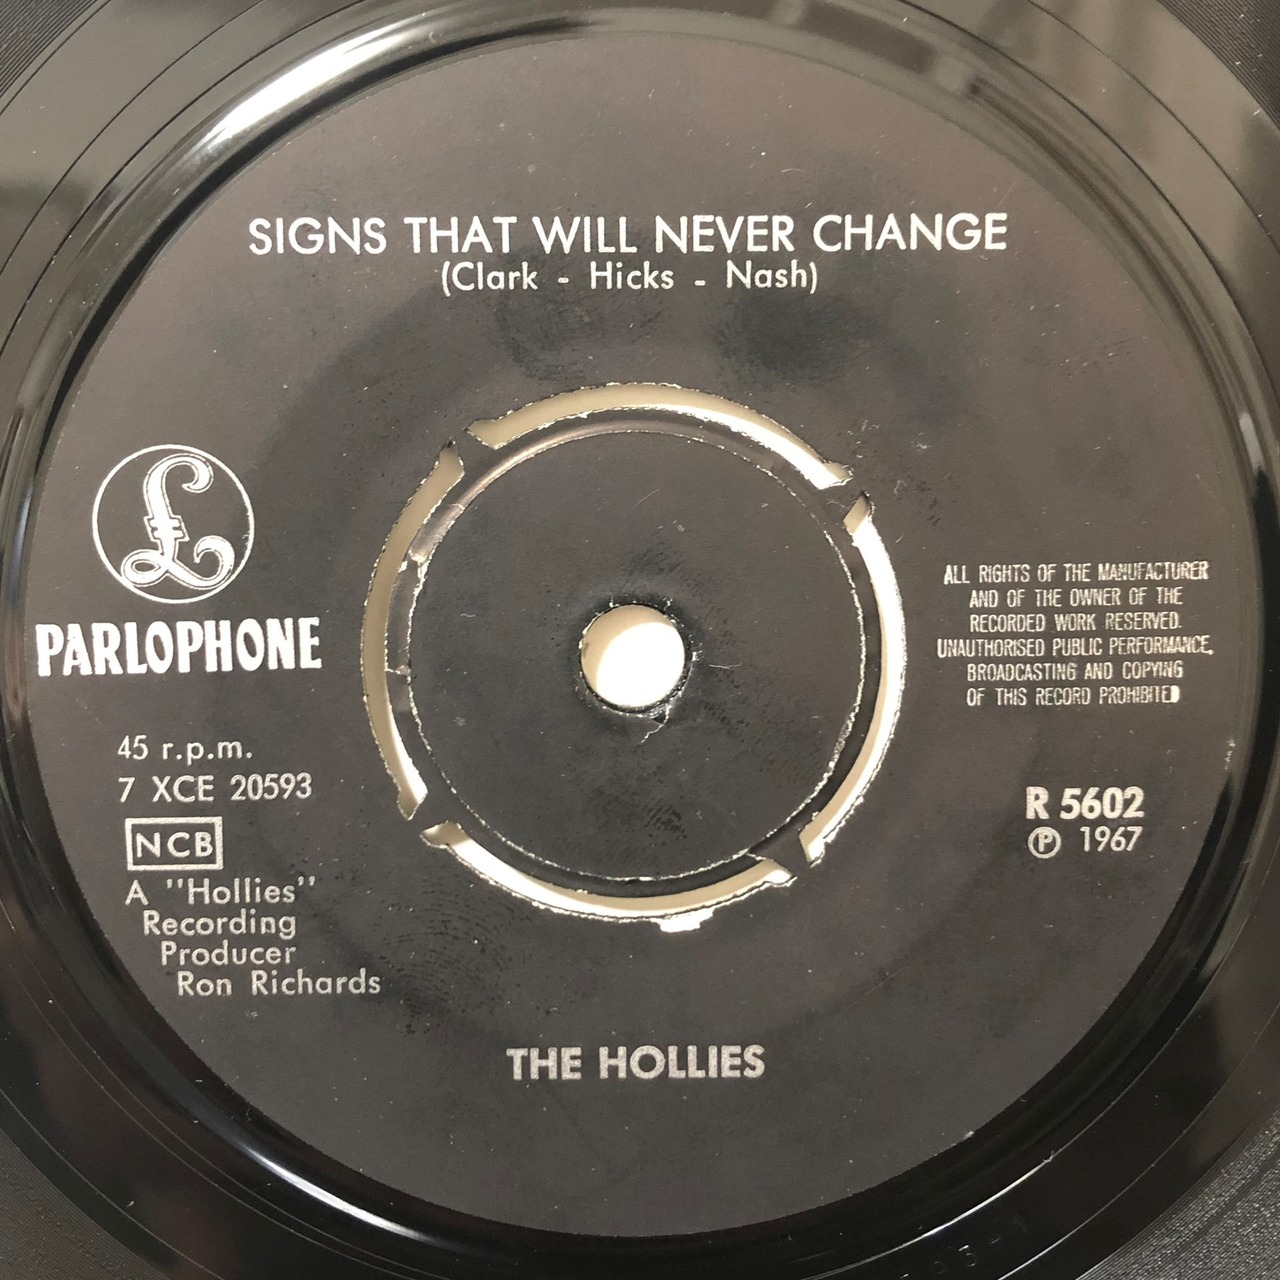 SIGNS THAT WILL NEVER CHANGE
(Clark - Hicks - Nash)
£
PARLOPHONE
45 r.p.m.
7 XCE 20593
NCB
A "Hollies"
Recording
Producer
Ron Richards
ALL RIGHTS OF THE MANUFACTURER
AND OF THE OWNER OF THE
RECORDED WORK RESERVED.
UNAUTHORISED PUBLIC PERFORMANCE,
BROADCASTING AND COPYING
OF THIS RECORD PROHIBITED
R 5602
℗ 1967
THE HOLLIES